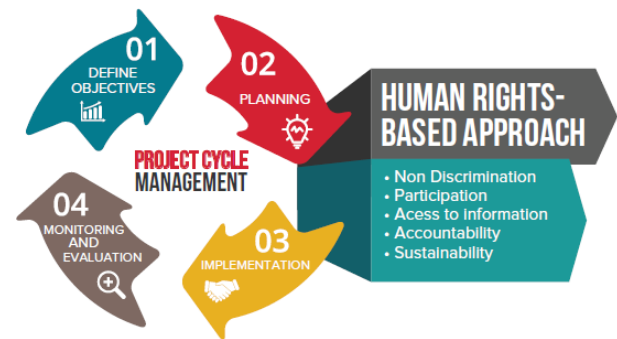 01
DEFINE
OBJECTIVES
02
PLANNING
PROJECT CYCLE
MANAGEMENT
04
MONITORING
AND
EVALUATION
03
IMPLEMENTATION
HUMAN RIGHTS-
BASED APPROACH
• Non Discrimination
• Participation
• Acess to information
• Accountability
• Sustainability